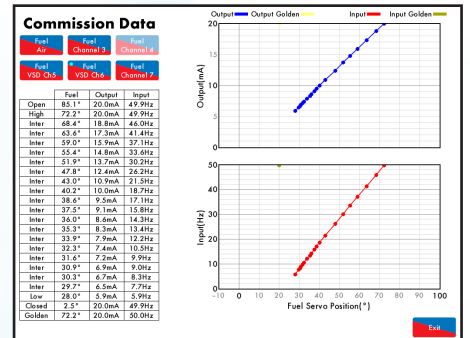 Commission Data
Fuel Air
Fuel Channel 3
Fuel Channel 4
Fuel VSD Ch5
Fuel VSD Ch6
Fuel Channel 7
Fuel Output Input
Open 85.1° 20.0mA 49.9Hz
High 72.2° 20.0mA 49.9Hz
Inter 68.4° 18.8mA 46.0Hz
Inter 63.6° 17.3mA 41.4Hz
Inter 59.0° 15.9mA 37.1Hz
Inter 55.4° 14.8mA 33.6Hz
Inter 51.9° 13.7mA 30.2Hz
Inter 47.8° 12.4mA 26.2Hz
Inter 43.0° 10.9mA 21.5Hz
Inter 40.2° 10.0mA 18.7Hz
Inter 38.6° 9.5mA 17.1Hz
Inter 37.5° 9.1mA 15.8Hz
Inter 36.0° 8.6mA 14.3Hz
Inter 35.3° 8.3mA 13.4Hz
Inter 33.9° 7.9mA 12.2Hz
Inter 32.3° 7.4mA 10.5Hz
Inter 31.6° 7.2mA 9.9Hz
Inter 30.9° 6.9mA 9.0Hz
Inter 30.3° 6.7mA 8.3Hz
Inter 29.7° 6.5mA 7.7Hz
Low 28.0° 5.9mA 5.9Hz
Closed 2.5° 20.0mA 49.9Hz
Golden 72.2° 20.0mA 50.0Hz
Output Output Golden Input Input Golden
20
15
10
5
0
Output(mA)
50
40
30
20
10
0
Input(Hz)
-10 0 10 20 30 40 50 60 70 80 90 100
Fuel Servo Position(°)
Exit